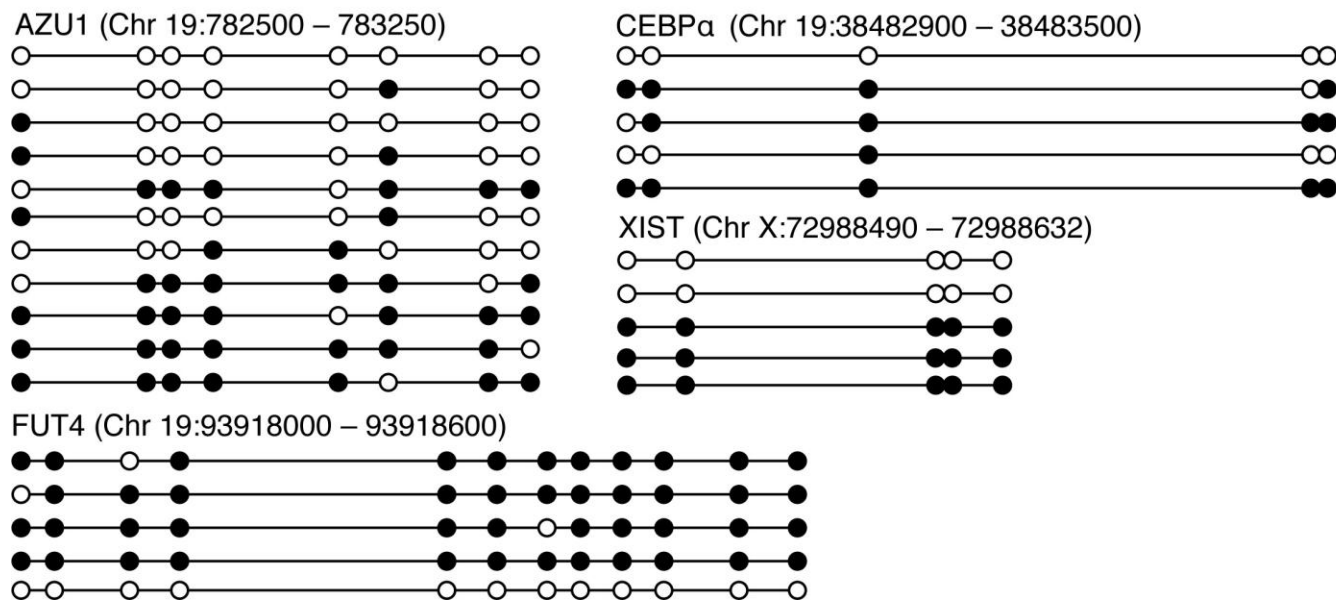 AZU1 (Chr 19:782500 – 783250)
CEBPα (Chr 19:38482900 – 38483500)
XIST (Chr X:72988490 – 72988632)
FUT4 (Chr 19:93918000 – 93918600)